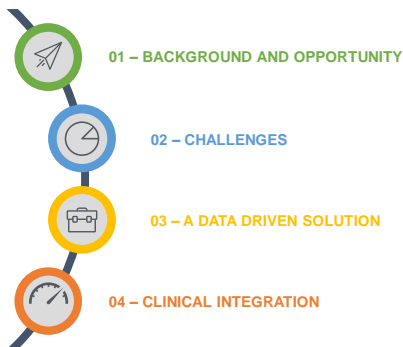 01 – BACKGROUND AND OPPORTUNITY
02 – CHALLENGES
03 – A DATA DRIVEN SOLUTION
04 – CLINICAL INTEGRATION